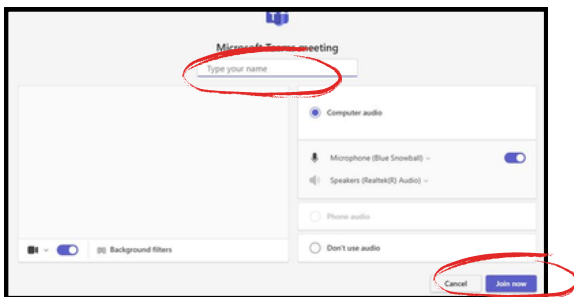 Microsoft Teams meeting
Type your name
Computer audio
Microphone (Blue Snowball)
Speakers (Realtek(R) Audio)
Phone audio
Background filters
Don't use audio
Cancel
Join now